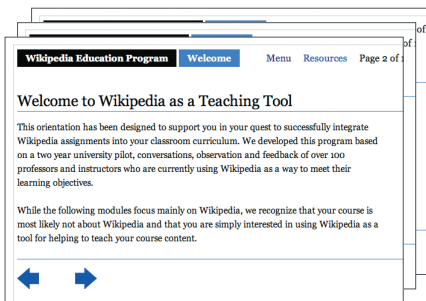 of
of
Wikipedia Education Program Welcome Menu Resources Page 2 of
Welcome to Wikipedia as a Teaching Tool
This orientation has been designed to support you in your quest to successfully integrate
Wikipedia assignments into your classroom curriculum. We developed this program based
on a two year university pilot, conversations, observation and feedback of over 100
professors and instructors who are currently using Wikipedia as a way to meet their
learning objectives.
While the following modules focus mainly on Wikipedia, we recognize that your course is
most likely not about Wikipedia and that you are simply interested in using Wikipedia as a
tool for helping to teach your course content.